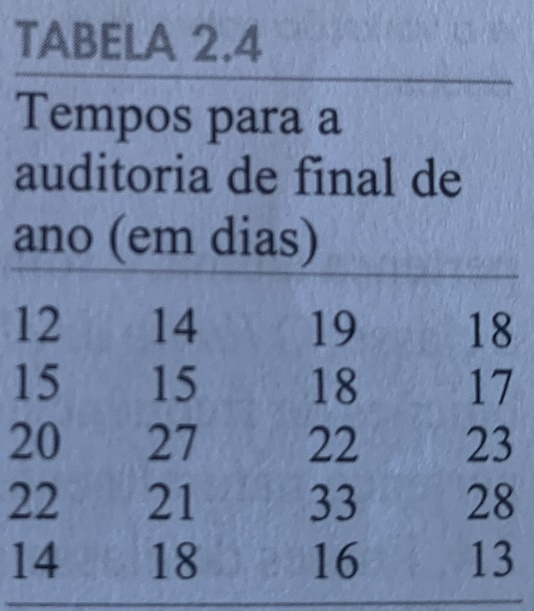 TABELA 2.4
Tempos para a
auditoria de final de
ano (em dias)
12 14 19 18
15 15 18 17
20 27 22 23
22 21 33 28
14 18 16 13